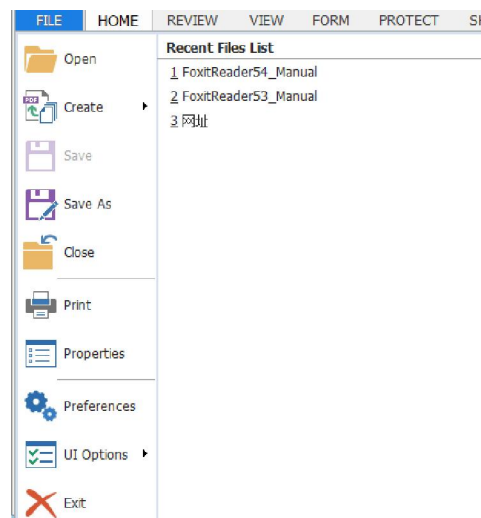 FILE HOME REVIEW VIEW FORM PROTECT
Recent Files List
1 FoxitReader54_Manual
2 FoxitReader53_Manual
3 网址
Open
PDF
Create
Save
Save As
Close
Print
Properties
Preferences
UI Options
Exit